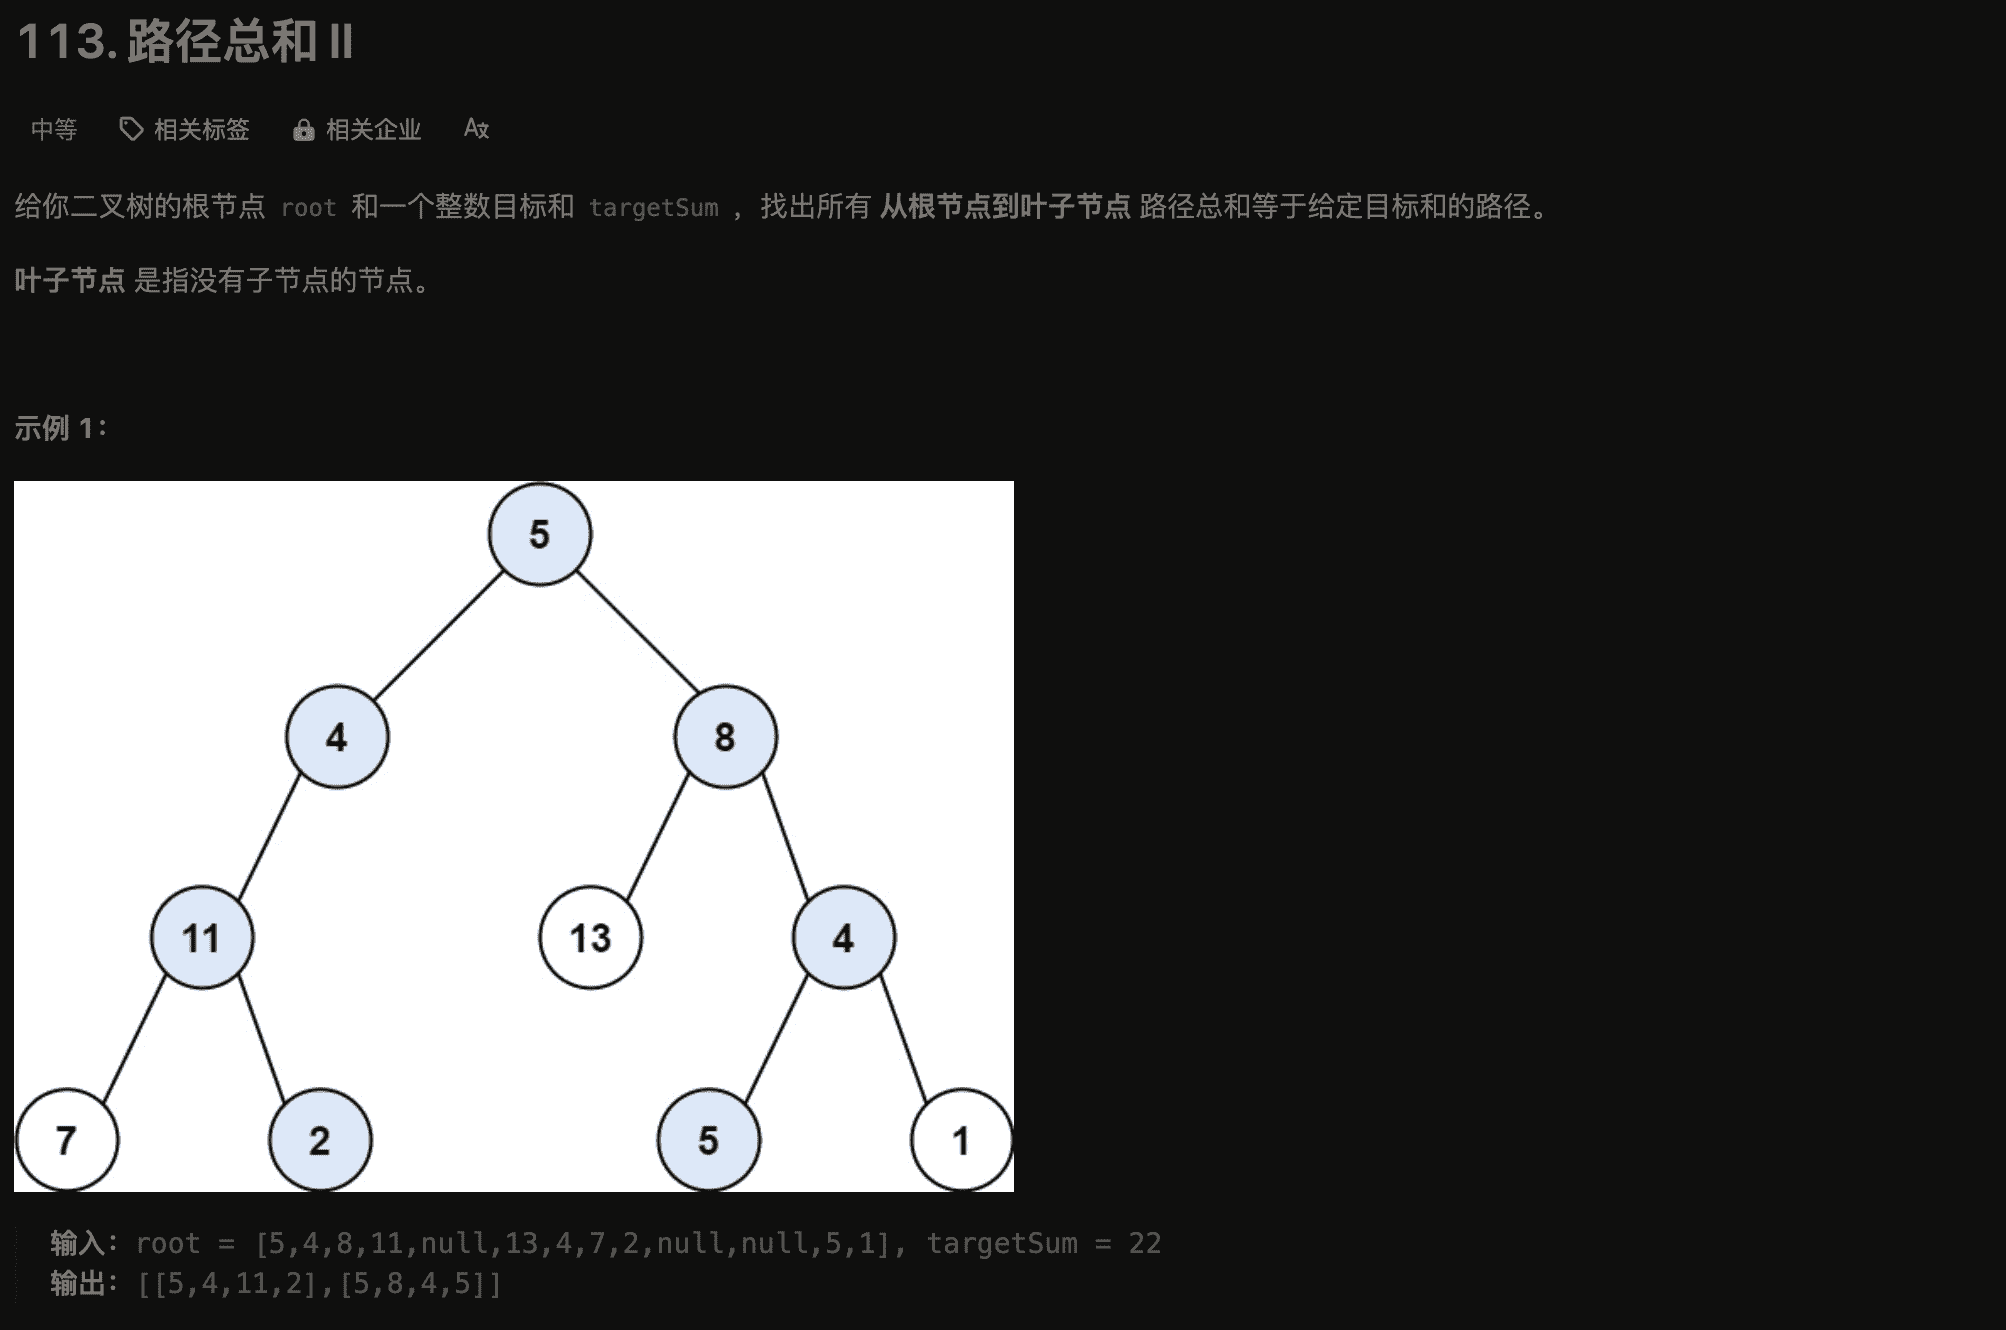 113. 路径总和 II
中等 相关标签 相关企业
给你二叉树的根节点 root 和一个整数目标和 targetSum ，找出所有 从根节点到叶子节点 路径总和等于给定目标和的路径。
叶子节点 是指没有子节点的节点。
示例 1：
5
4 8
11 13 4
7 2 5 1
输入：root = [5,4,8,11,null,13,4,7,2,null,null,5,1], targetSum = 22
输出：[[5,4,11,2],[5,8,4,5]]